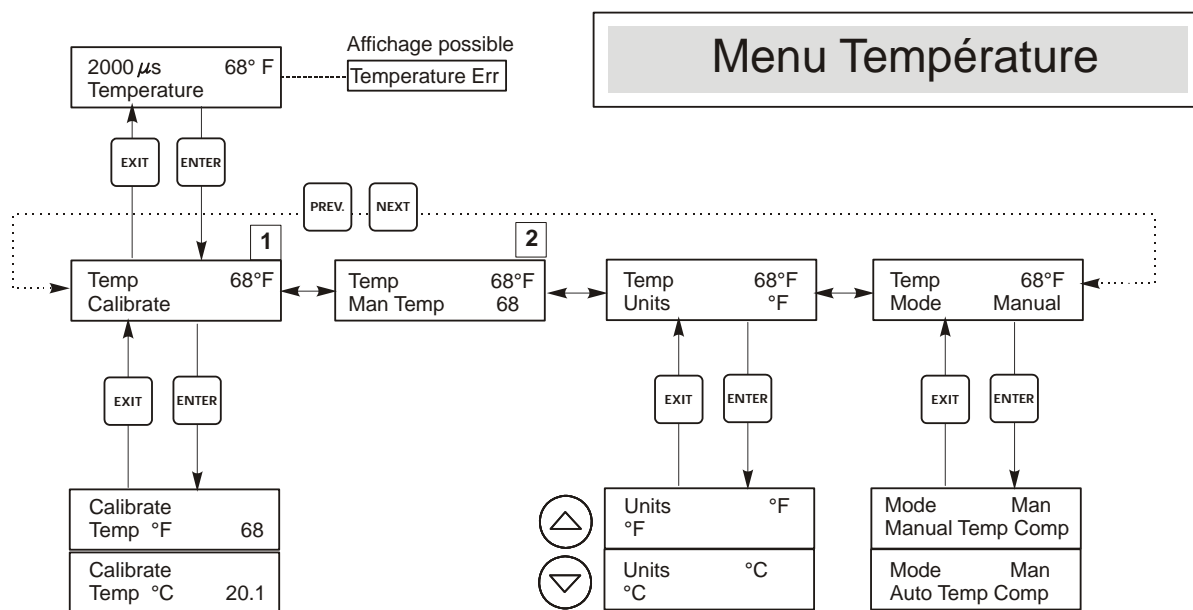 Menu Température
Affichage possible
2000 µs 68° F
Temperature
Temperature Err
EXIT ENTER
PREV. NEXT
1
2
Temp 68°F
Calibrate
Temp 68°F
Man Temp 68
Temp 68°F
Units °F
Temp 68°F
Mode Manual
EXIT ENTER
EXIT ENTER
EXIT ENTER
Calibrate
Temp °F 68
Calibrate
Temp °C 20.1
Units °F
°F
Units °C
°C
Mode Man
Manual Temp Comp
Mode Man
Auto Temp Comp